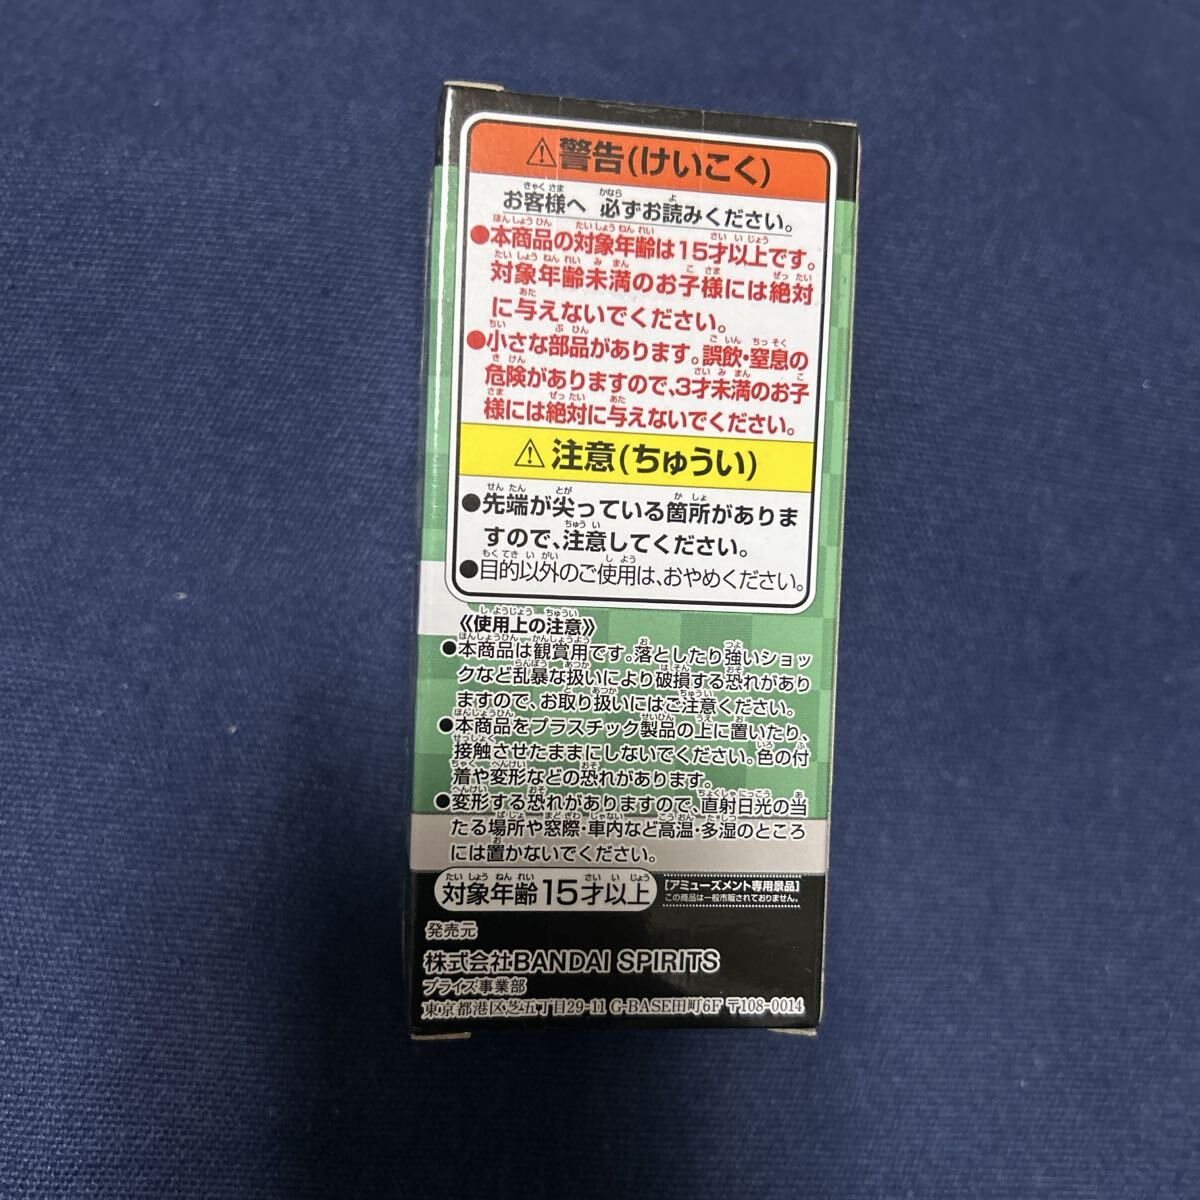 ⚠警告(けいこく)
お客様へ 必ずお読みください。
●本商品の対象年齢は15才以上です。
対象年齢未満のお子様には絶対
に与えないでください。
●小さな部品があります。誤飲・窒息の
危険がありますので、3才未満のお子
様には絶対に与えないでください。
⚠注意(ちゅうい)
●先端が尖っている箇所がありま
すので、注意してください。
●目的以外のご使用は、おやめください。
《使用上の注意》
●本商品は観賞用です。落としたり強いショッ
クなど乱暴な扱いにより破損する恐れがあり
ますので、お取り扱いにはご注意ください。
●本商品をプラスチック製品の上に置いたり、
接触させたままにしないでください。色の付
着や変形などの恐れがあります。
●変形する恐れがありますので、直射日光の当
たる場所や窓際・車内など高温・多湿のところ
には置かないでください。
対象年齢15才以上
[アミューズメント専用景品]
この商品は一般市販されておりません。
発売元
株式会社BANDAI SPIRITS
プライズ事業部
東京都港区芝五丁目29-11 G-BASE田町6F 〒108-0014